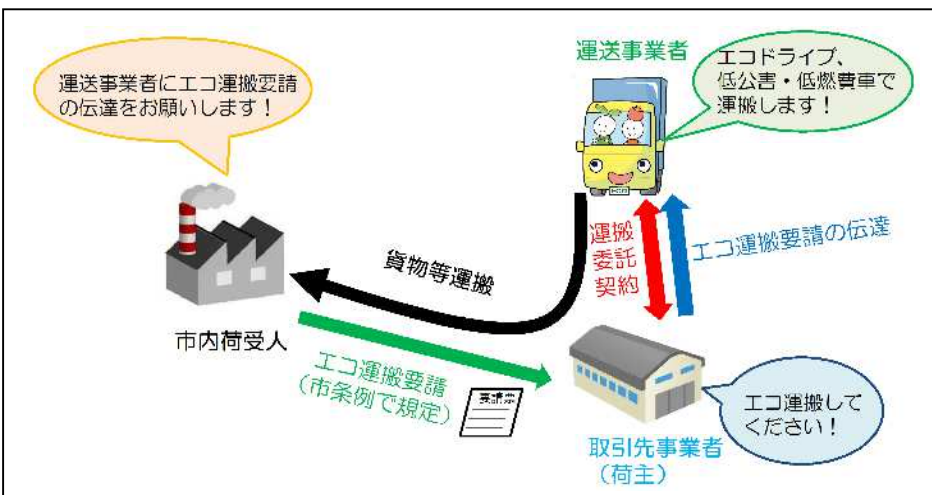 運送事業者にエコ運搬要請
の伝達をお願いします！
運送事業者
エコドライブ、
低公害・低燃費車で
運搬します！
市内荷受人
貨物等運搬
運搬
委託
契約
エコ運搬要請の伝達
エコ運搬要請
（市条例で規定）
要請票
取引先事業者
（荷主）
エコ運搬して
ください！